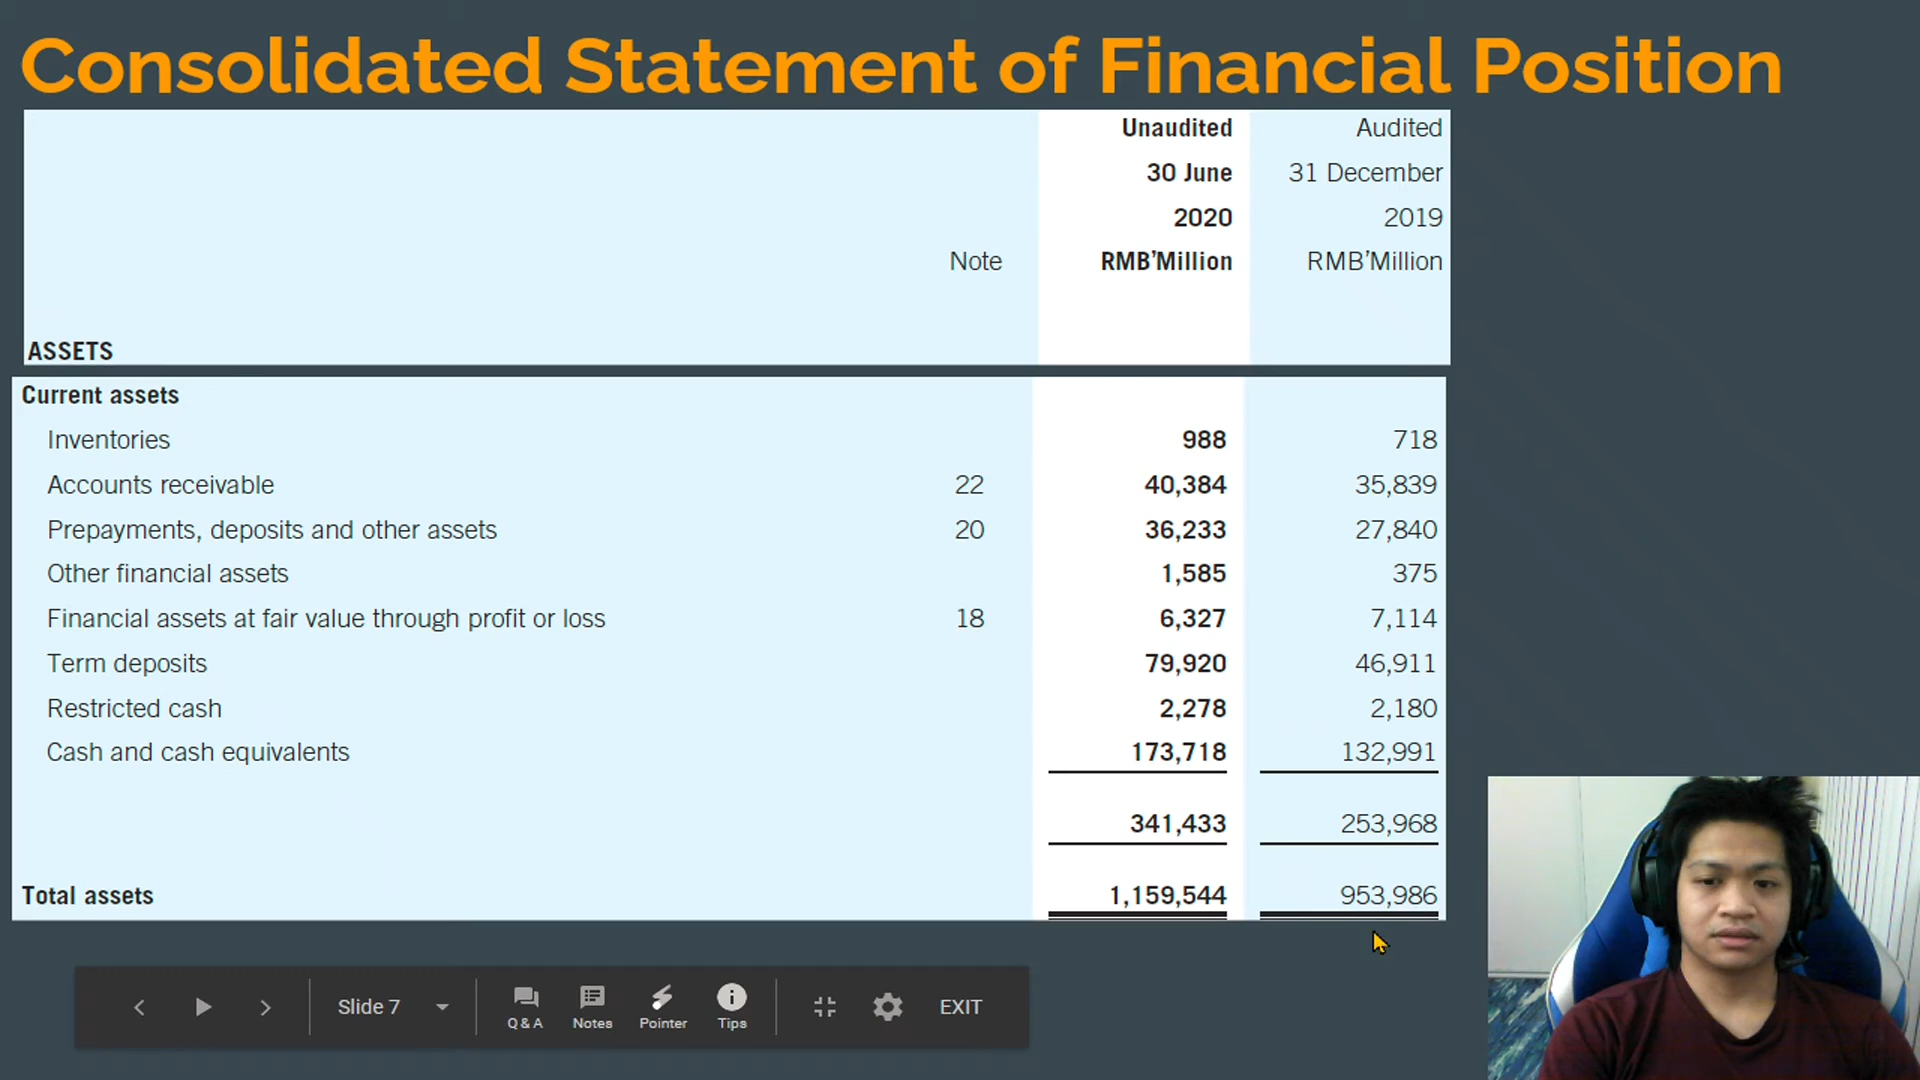 Consolidated Statement of Financial Position
Unaudited Audited
30 June 31 December
2020 2019
Note RMB’Million RMB’Million
ASSETS
Current assets
Inventories 988 718
Accounts receivable 22 40,384 35,839
Prepayments, deposits and other assets 20 36,233 27,840
Other financial assets 1,585 375
Financial assets at fair value through profit or loss 18 6,327 7,114
Term deposits 79,920 46,911
Restricted cash 2,278 2,180
Cash and cash equivalents 173,718 132,991
341,433 253,968
Total assets 1,159,544 953,986
Slide 7 Q & A Notes Pointer Tips EXIT